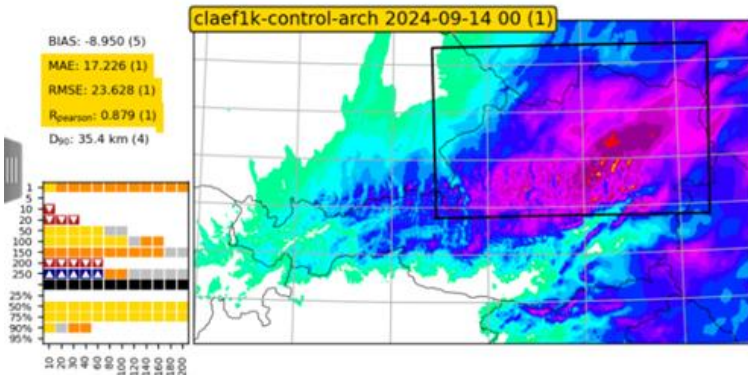 claef1k-control-arch 2024-09-14 00 (1)
BIAS: -8.950 (5)
MAE: 17.226 (1)
RMSE: 23.628 (1)
Rpearson: 0.879 (1)
D90: 35.4 km (4)
1
5
10
20
50
100
150
200
250
25%
50%
75%
90%
95%
10 20 30 40 60 80 100 120 140 160 180 200